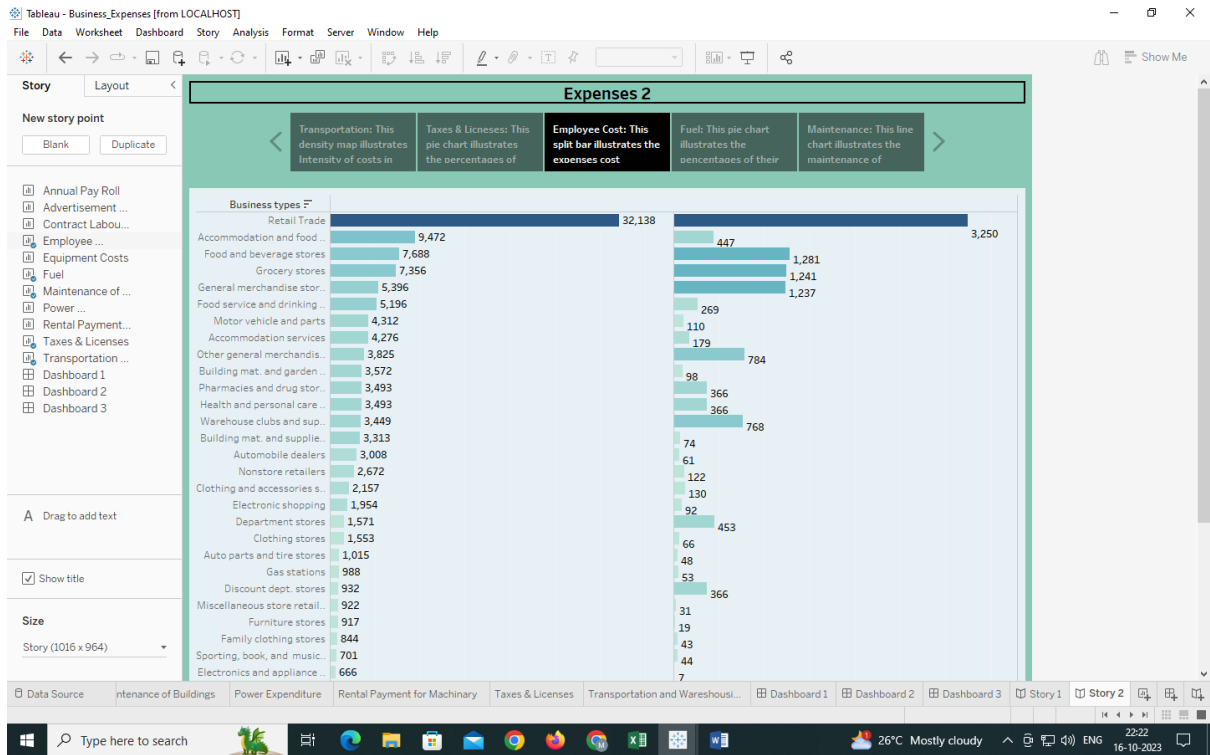 Tableau - Business_Expenses [from LOCALHOST]
File Data Worksheet Dashboard Story Analysis Format Server Window Help
Show Me
Story Layout
New story point
Blank Duplicate
Annual Pay Roll
Advertisement ...
Contract Labou...
Employee ...
Equipment Costs
Fuel
Maintenance of ...
Power ...
Rental Payment...
Taxes & Licenses
Transportation ...
Dashboard 1
Dashboard 2
Dashboard 3
A Drag to add text
Show title
Size
Story (1016 x 964)
Expenses 2
Transportation: This
density map illustrates
Intensity of costs in
Taxes & Licneses: This
pie chart illustrates
the percentages of
Employee Cost: This
split bar illustrates the
expenses cost
Fuel: This pie chart
illustrates the
percentages of their
Maintenance: This line
chart illustrates the
maintenance of
Business types
Retail Trade 32,138 3,250
Accommodation and food .. 9,472 447
Food and beverage stores 7,688 1,281
Grocery stores 7,356 1,241
General merchandise stor.. 5,396 1,237
Food service and drinking .. 5,196 269
Motor vehicle and parts 4,312 110
Accommodation services 4,276 179
Other general merchandis.. 3,825 784
Building mat. and garden .. 3,572 98
Pharmacies and drug stor.. 3,493 366
Health and personal care .. 3,493 366
Warehouse clubs and sup.. 3,449 768
Building mat. and supplie.. 3,313 74
Automobile dealers 3,008 61
Nonstore retailers 2,672 122
Clothing and accessories s.. 2,157 130
Electronic shopping 1,954 92
Department stores 1,571 453
Clothing stores 1,553 66
Auto parts and tire stores 1,015 48
Gas stations 988 53
Discount dept. stores 932 366
Miscellaneous store retail.. 922 31
Furniture stores 917 19
Family clothing stores 844 43
Sporting, book, and music.. 701 44
Electronics and appliance .. 666 7
Data Source ntenance of Buildings Power Expenditure Rental Payment for Machinary Taxes & Licenses Transportation and Warehousi... Dashboard 1 Dashboard 2 Dashboard 3 Story 1 Story 2
Type here to search
26°C Mostly cloudy ENG
22:22
16-10-2023